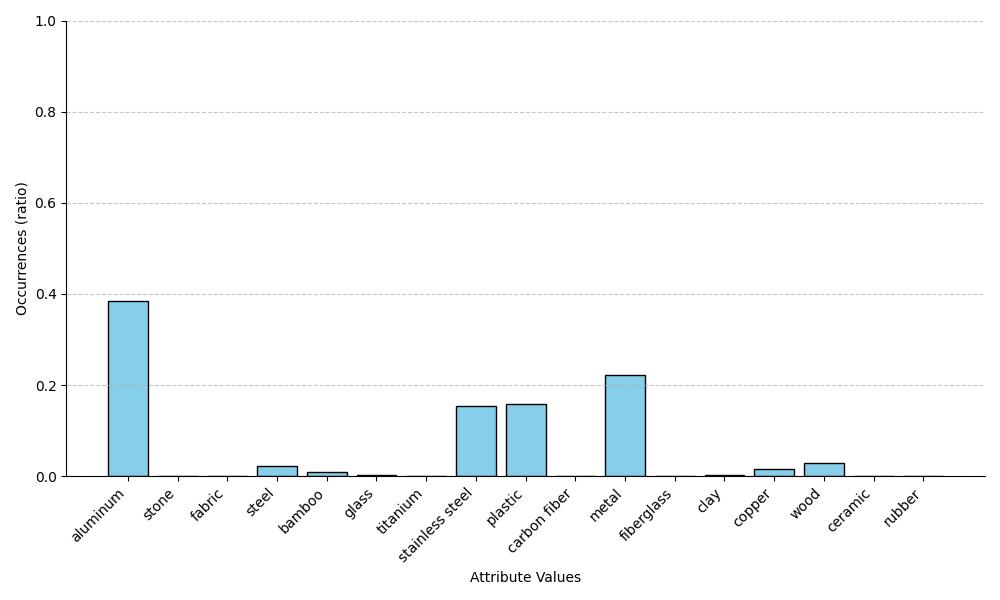 1.0
0.8
0.6
0.4
0.2
0.0
Occurrences (ratio)
aluminum
stone
fabric
steel
bamboo
glass
titanium
stainless steel
plastic
carbon fiber
metal
fiberglass
clay
copper
wood
ceramic
rubber
Attribute Values